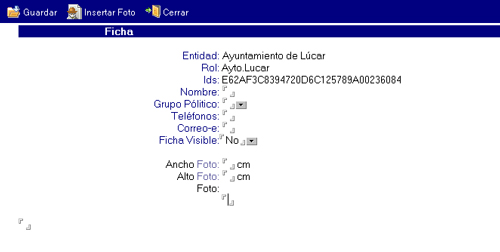 Guardar Insertar Foto Cerrar
Ficha
Entidad: Ayuntamiento de Lúcar
Rol: Ayto.Lucar
Ids: E62AF3C8394720D6C125789A00236084
Nombre:
Grupo Pólitico:
Teléfonos:
Correo-e:
Ficha Visible: No
Ancho Foto: cm
Alto Foto: cm
Foto: